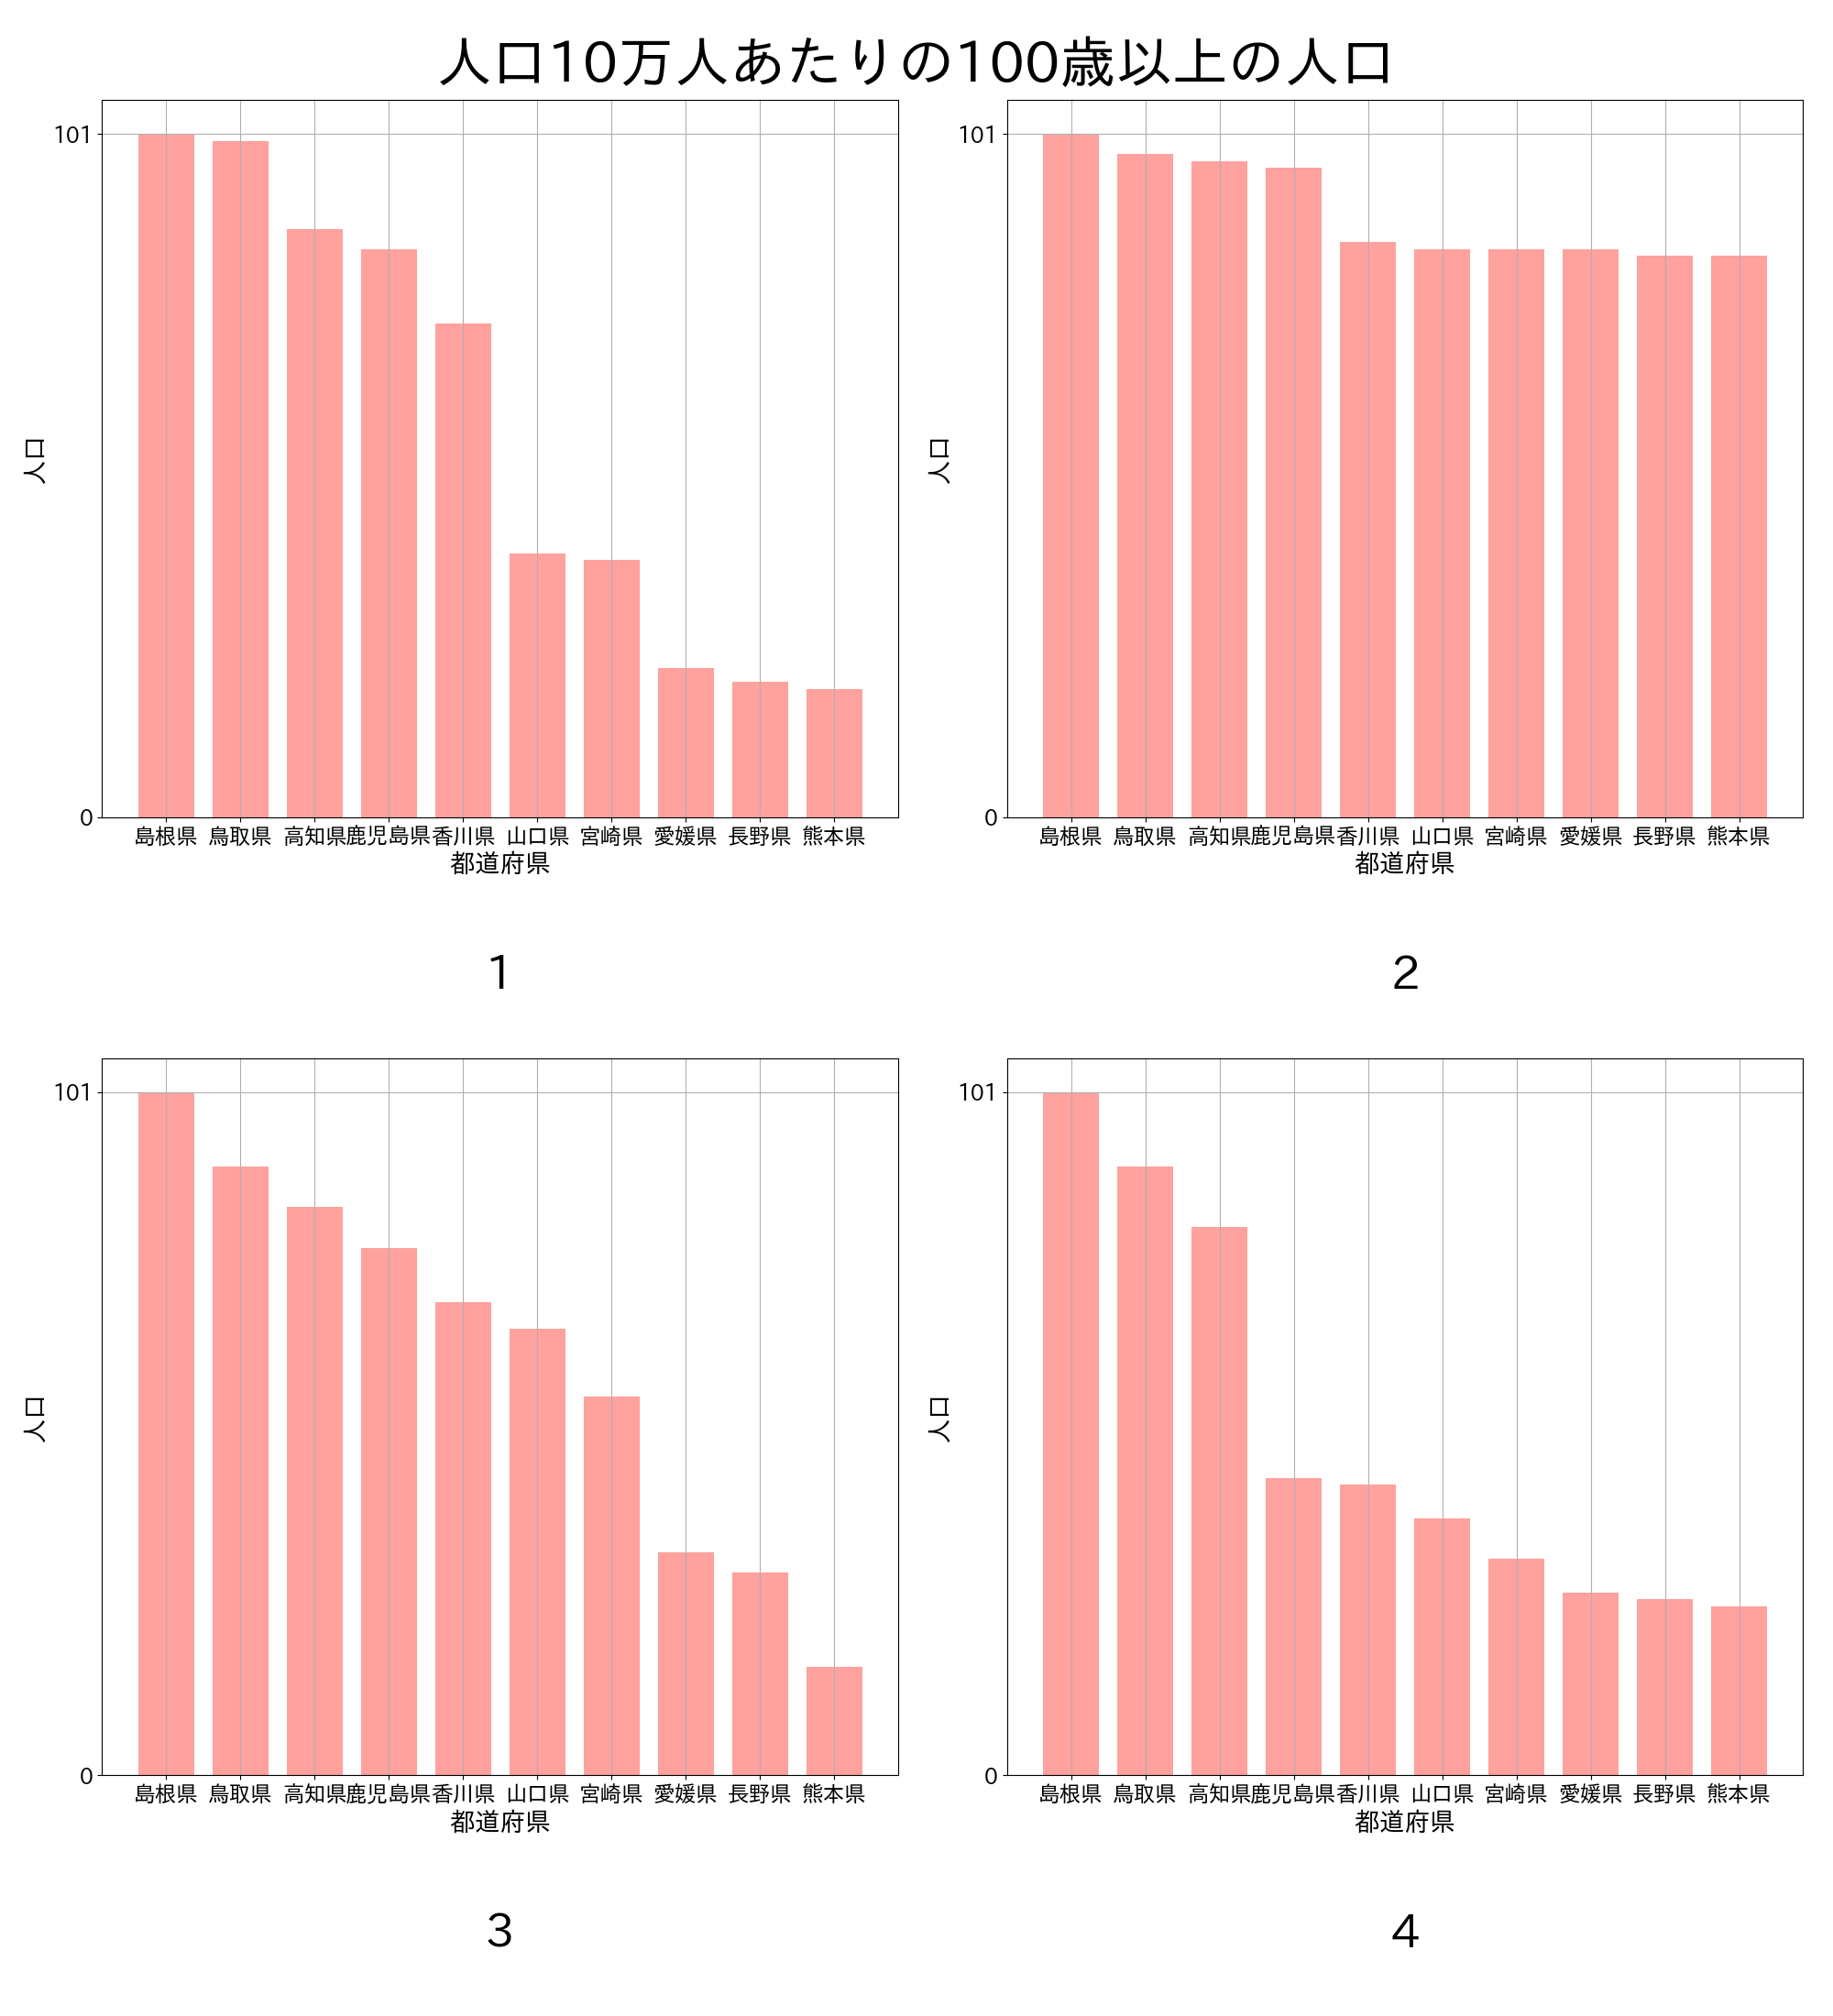 人口10万人あたりの100歳以上の人口
101
0
人口
島根県 鳥取県 高知県 鹿児島県 香川県 山口県 宮崎県 愛媛県 長野県 熊本県
都道府県
1
101
0
人口
島根県 鳥取県 高知県 鹿児島県 香川県 山口県 宮崎県 愛媛県 長野県 熊本県
都道府県
2
101
0
人口
島根県 鳥取県 高知県 鹿児島県 香川県 山口県 宮崎県 愛媛県 長野県 熊本県
都道府県
3
101
0
人口
島根県 鳥取県 高知県 鹿児島県 香川県 山口県 宮崎県 愛媛県 長野県 熊本県
都道府県
4